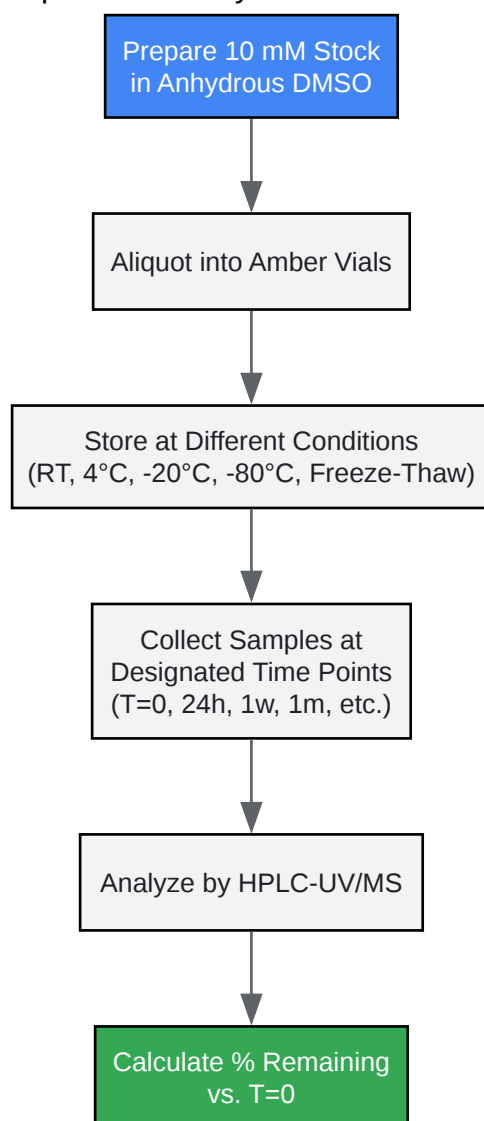 Prepare 10 mM Stock
in Anhydrous DMSO
Aliquot into Amber Vials
Store at Different Conditions
(RT, 4°C, -20°C, -80°C, Freeze-Thaw)
Collect Samples at
Designated Time Points
(T=0, 24h, 1w, 1m, etc.)
Analyze by HPLC-UV/MS
Calculate % Remaining
vs. T=0